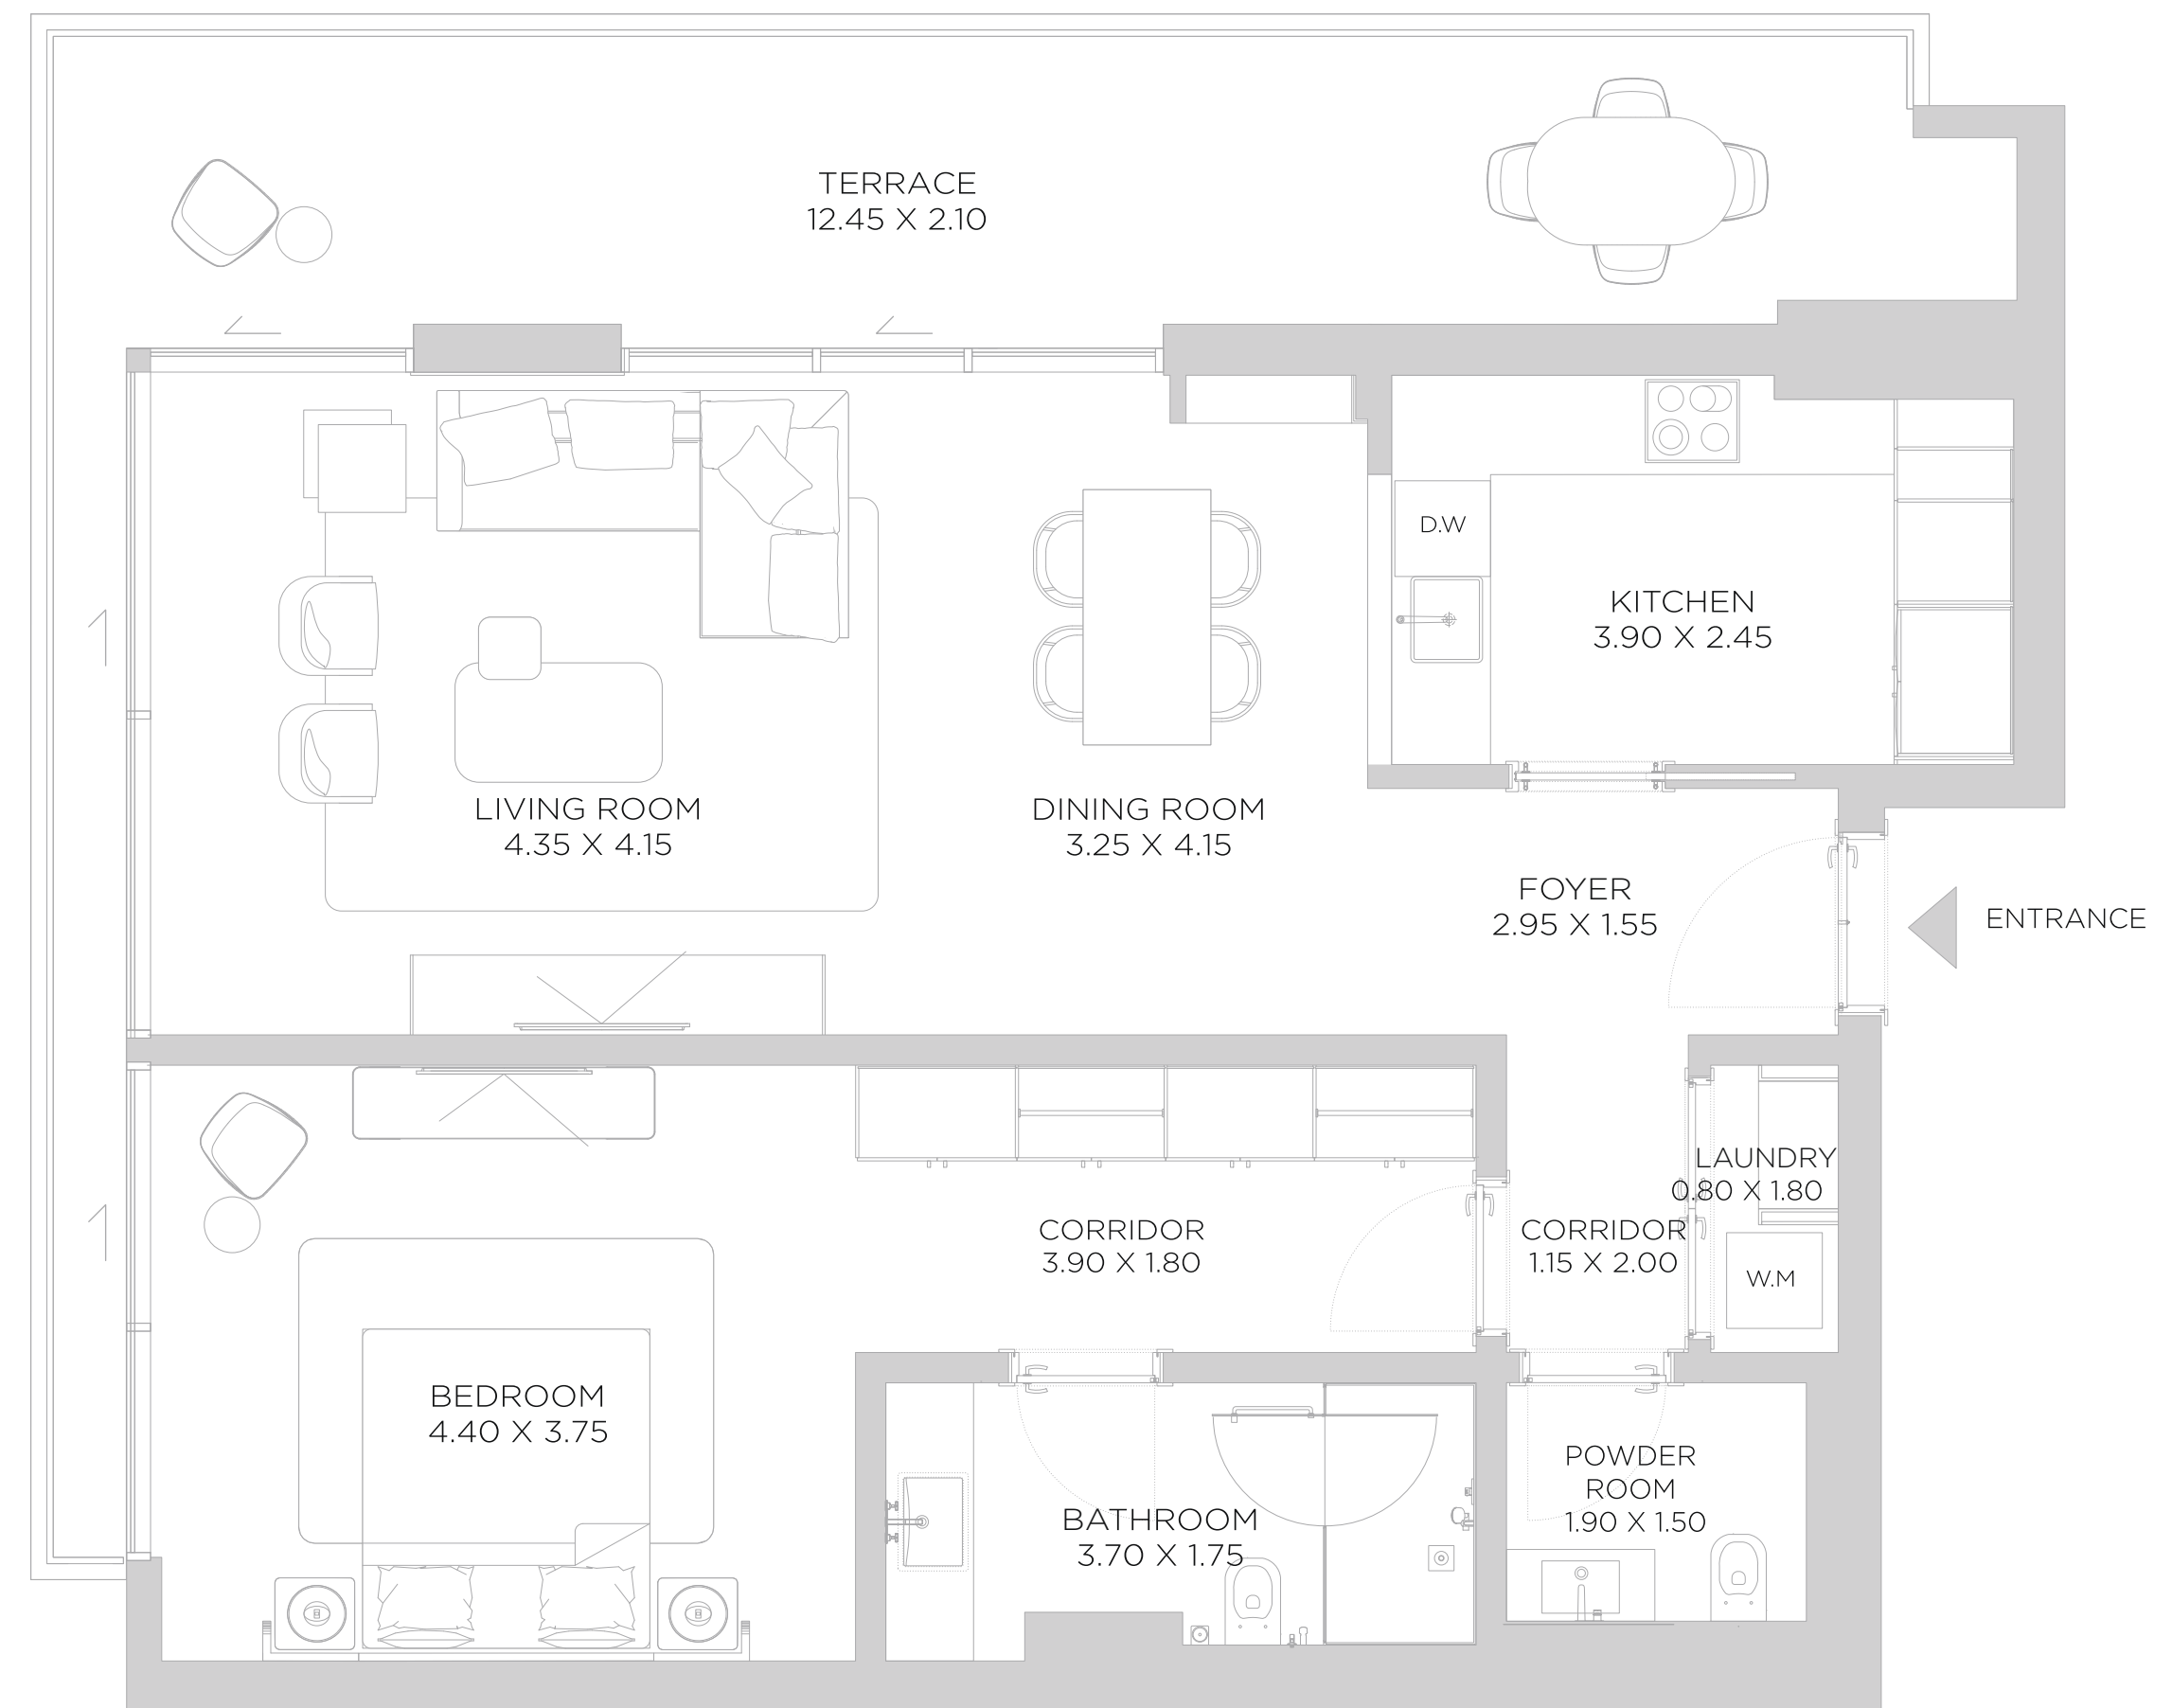 TERRACE
12.45 X 2.10
D.W
KITCHEN
3.90 X 2.45
LIVING ROOM
4.35 X 4.15
DINING ROOM
3.25 X 4.15
FOYER
2.95 X 1.55
ENTRANCE
LAUNDRY
0.80 X 1.80
CORRIDOR
3.90 X 1.80
CORRIDOR
1.15 X 2.00
W.M
BEDROOM
4.40 X 3.75
POWDER
ROOM
1.90 X 1.50
BATHROOM
3.70 X 1.75